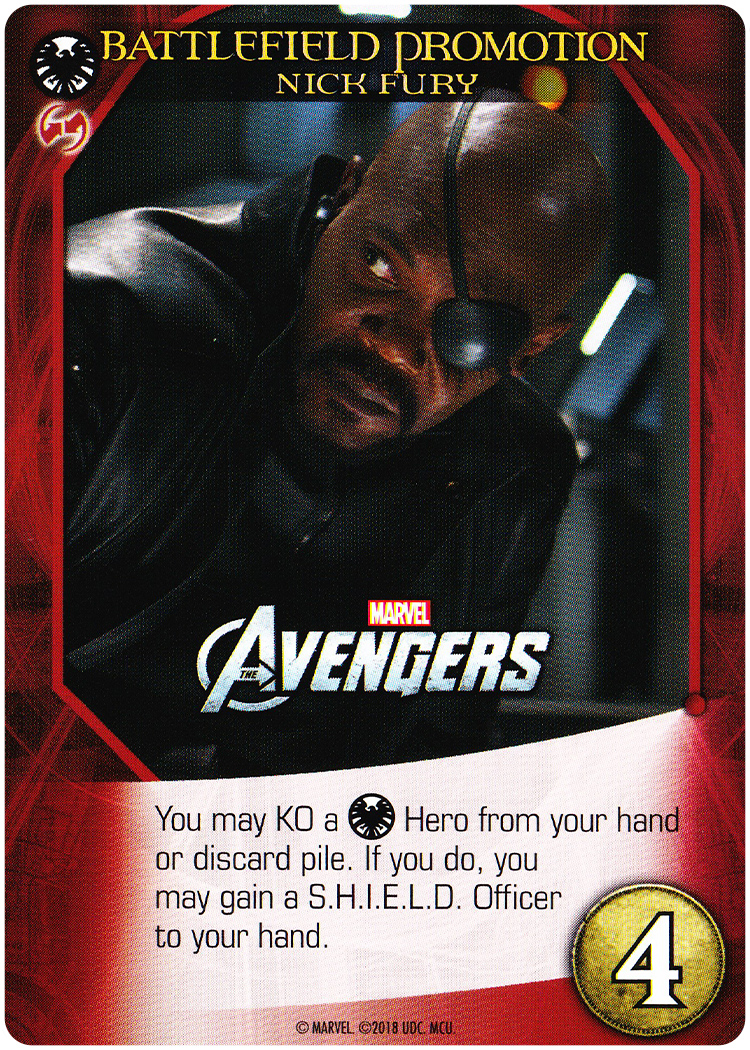 BATTLEFIELD PROMOTION
NICK FURY
MARVEL
THE AVENGERS
You may KO a Hero from your hand
or discard pile. If you do, you
may gain a S.H.I.E.L.D. Officer
to your hand.
4
© MARVEL. ©2018 UDC. MCU.